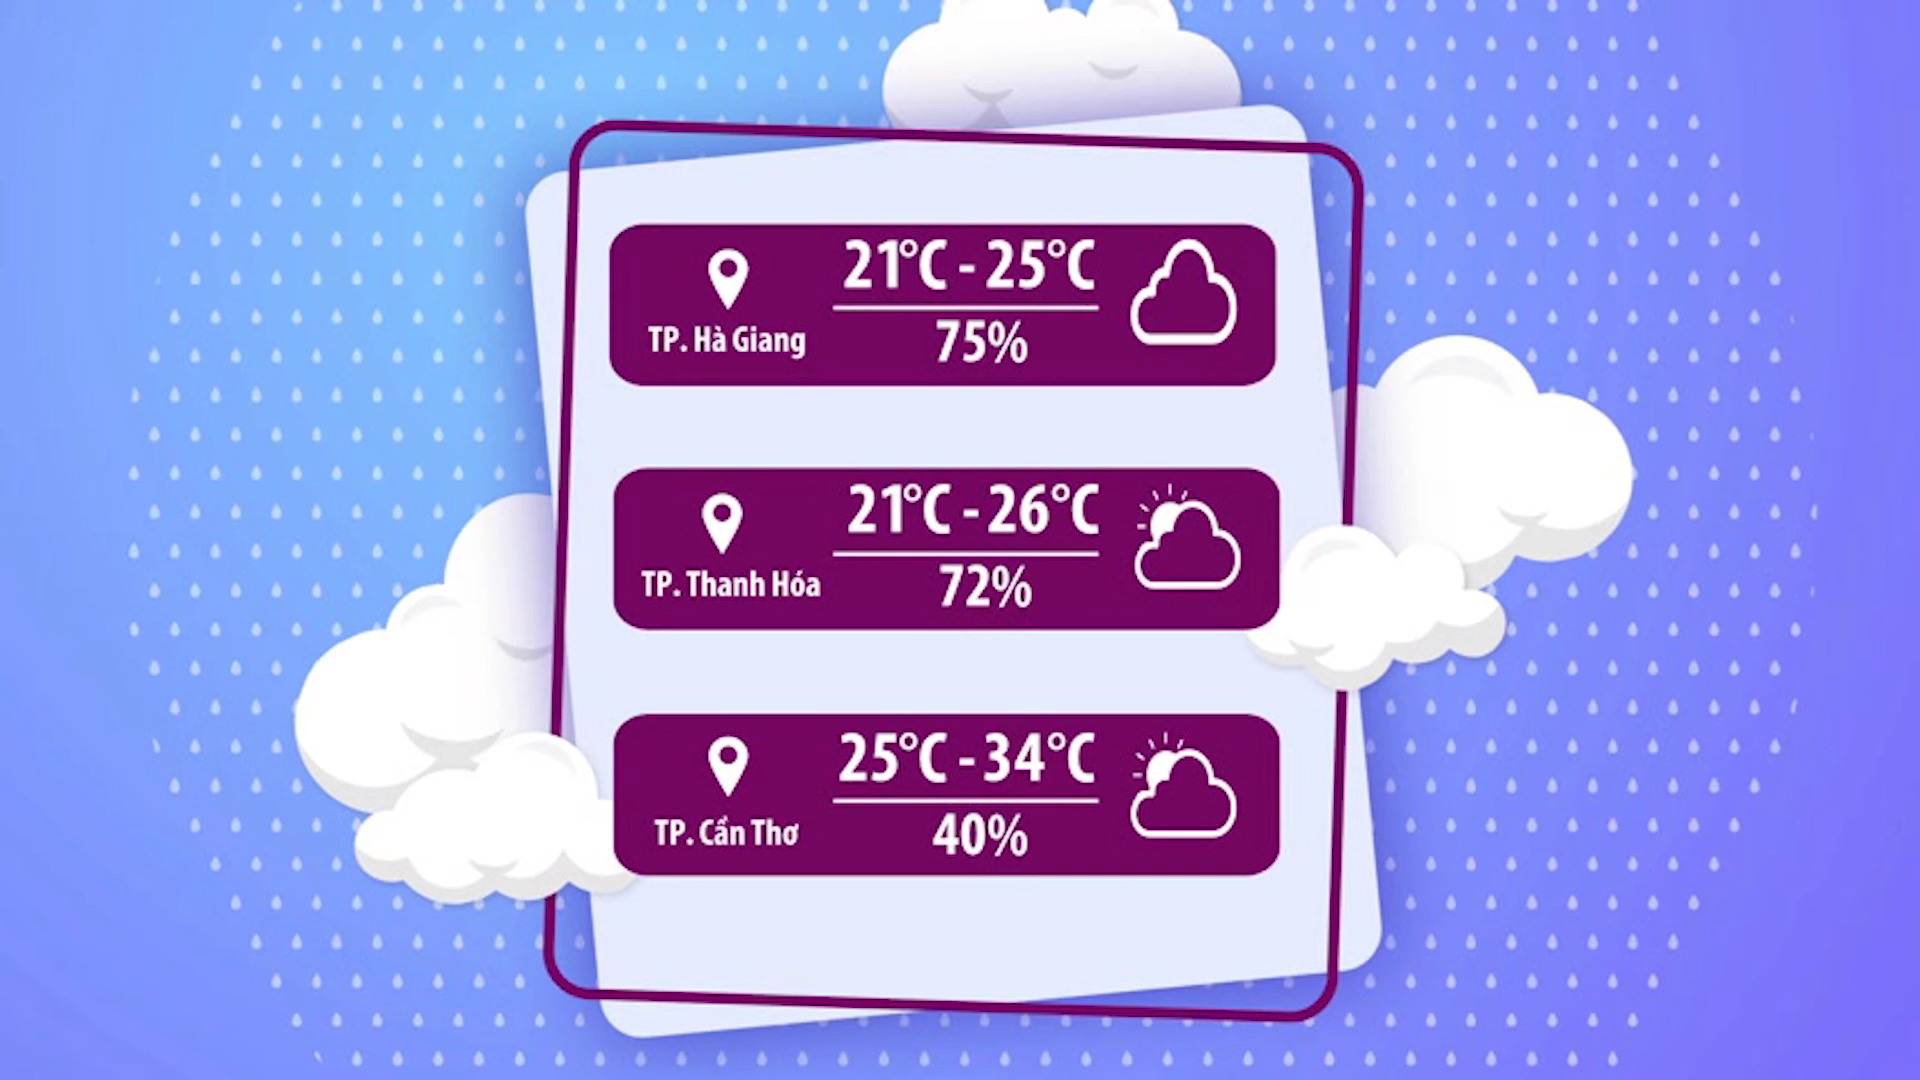 21°C - 25°C
TP. Hà Giang
75%
21°C - 26°C
TP. Thanh Hóa
72%
25°C - 34°C
TP. Cần Thơ
40%